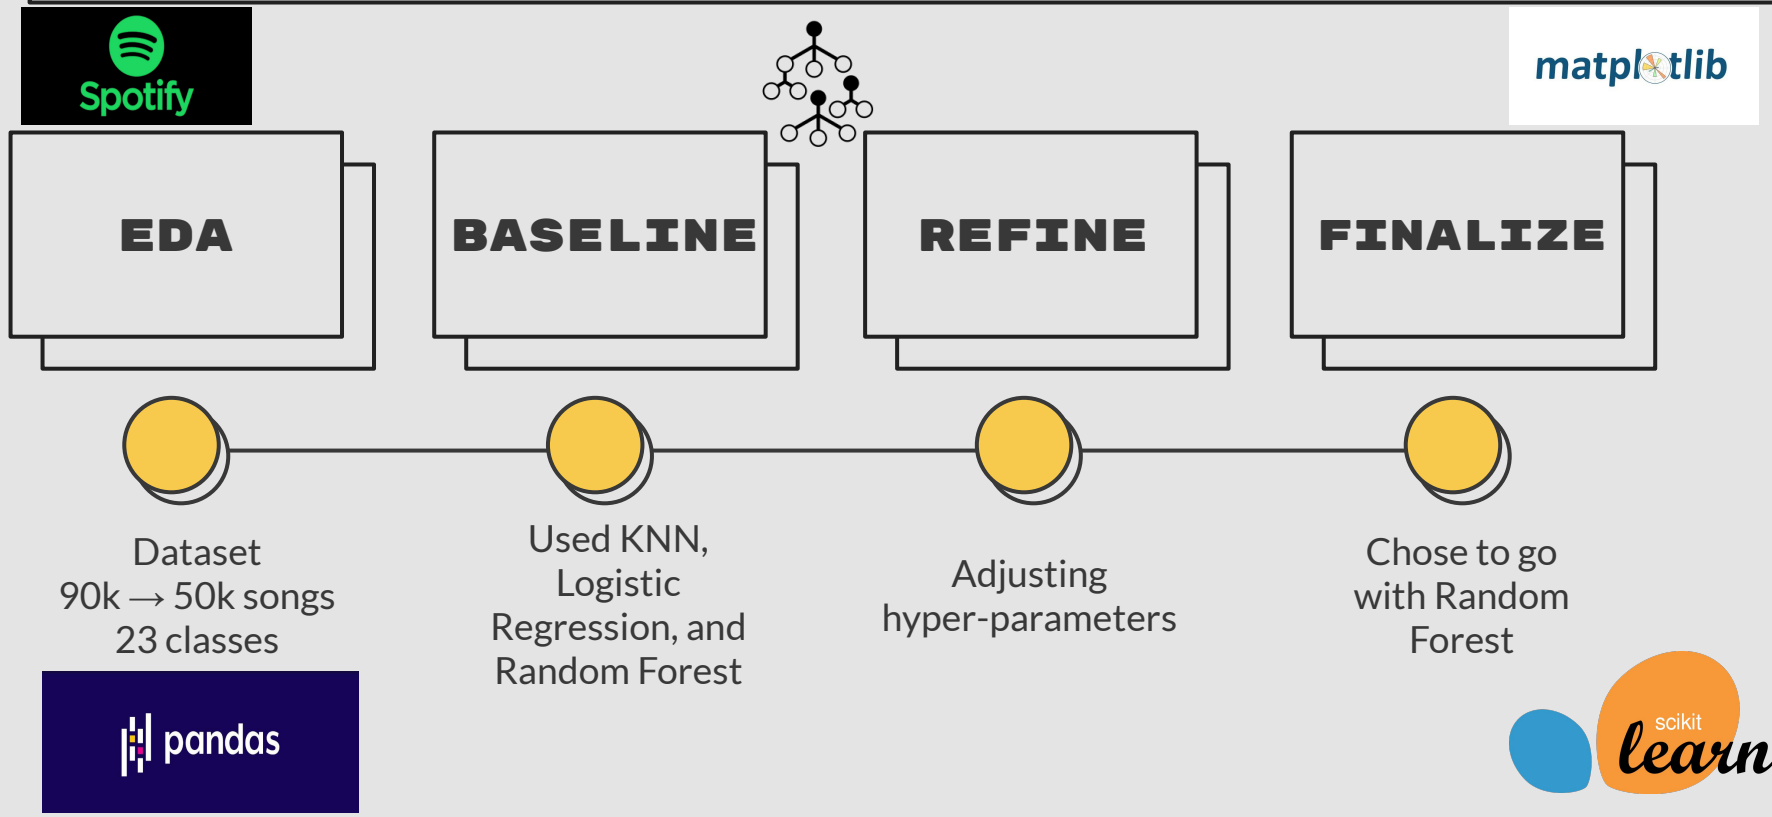 Spotify
matplotlib
EDA
BASELINE
REFINE
FINALIZE
Dataset
90k → 50k songs
23 classes
Used KNN,
Logistic
Regression, and
Random Forest
Adjusting
hyper-parameters
Chose to go
with Random
Forest
pandas
scikit
learn